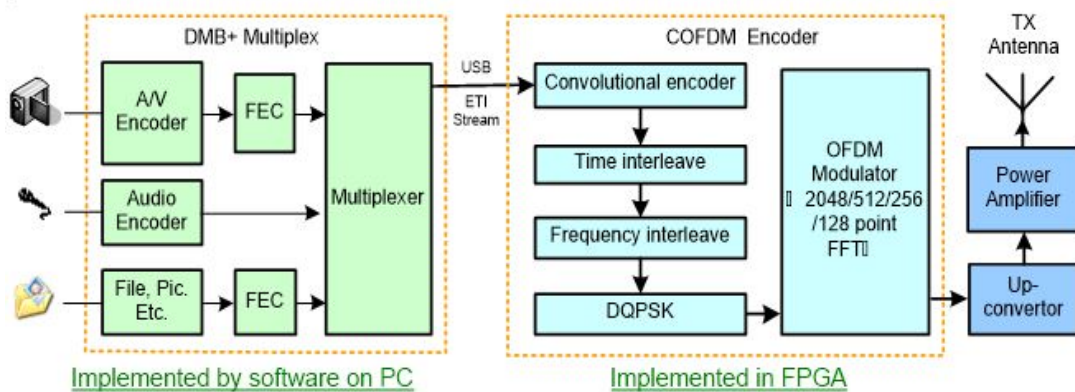 DMB+ Multiplex
A/V
Encoder
FEC
Audio
Encoder
File, Pic.
Etc.
FEC
Multiplexer
USB
ETI
Stream
COFDM Encoder
Convolutional encoder
Time interleave
Frequency interleave
DQPSK
OFDM
Modulator
2048/512/256
/128 point
FFT
TX
Antenna
Power
Amplifier
Up-
convertor
Implemented by software on PC
Implemented in FPGA